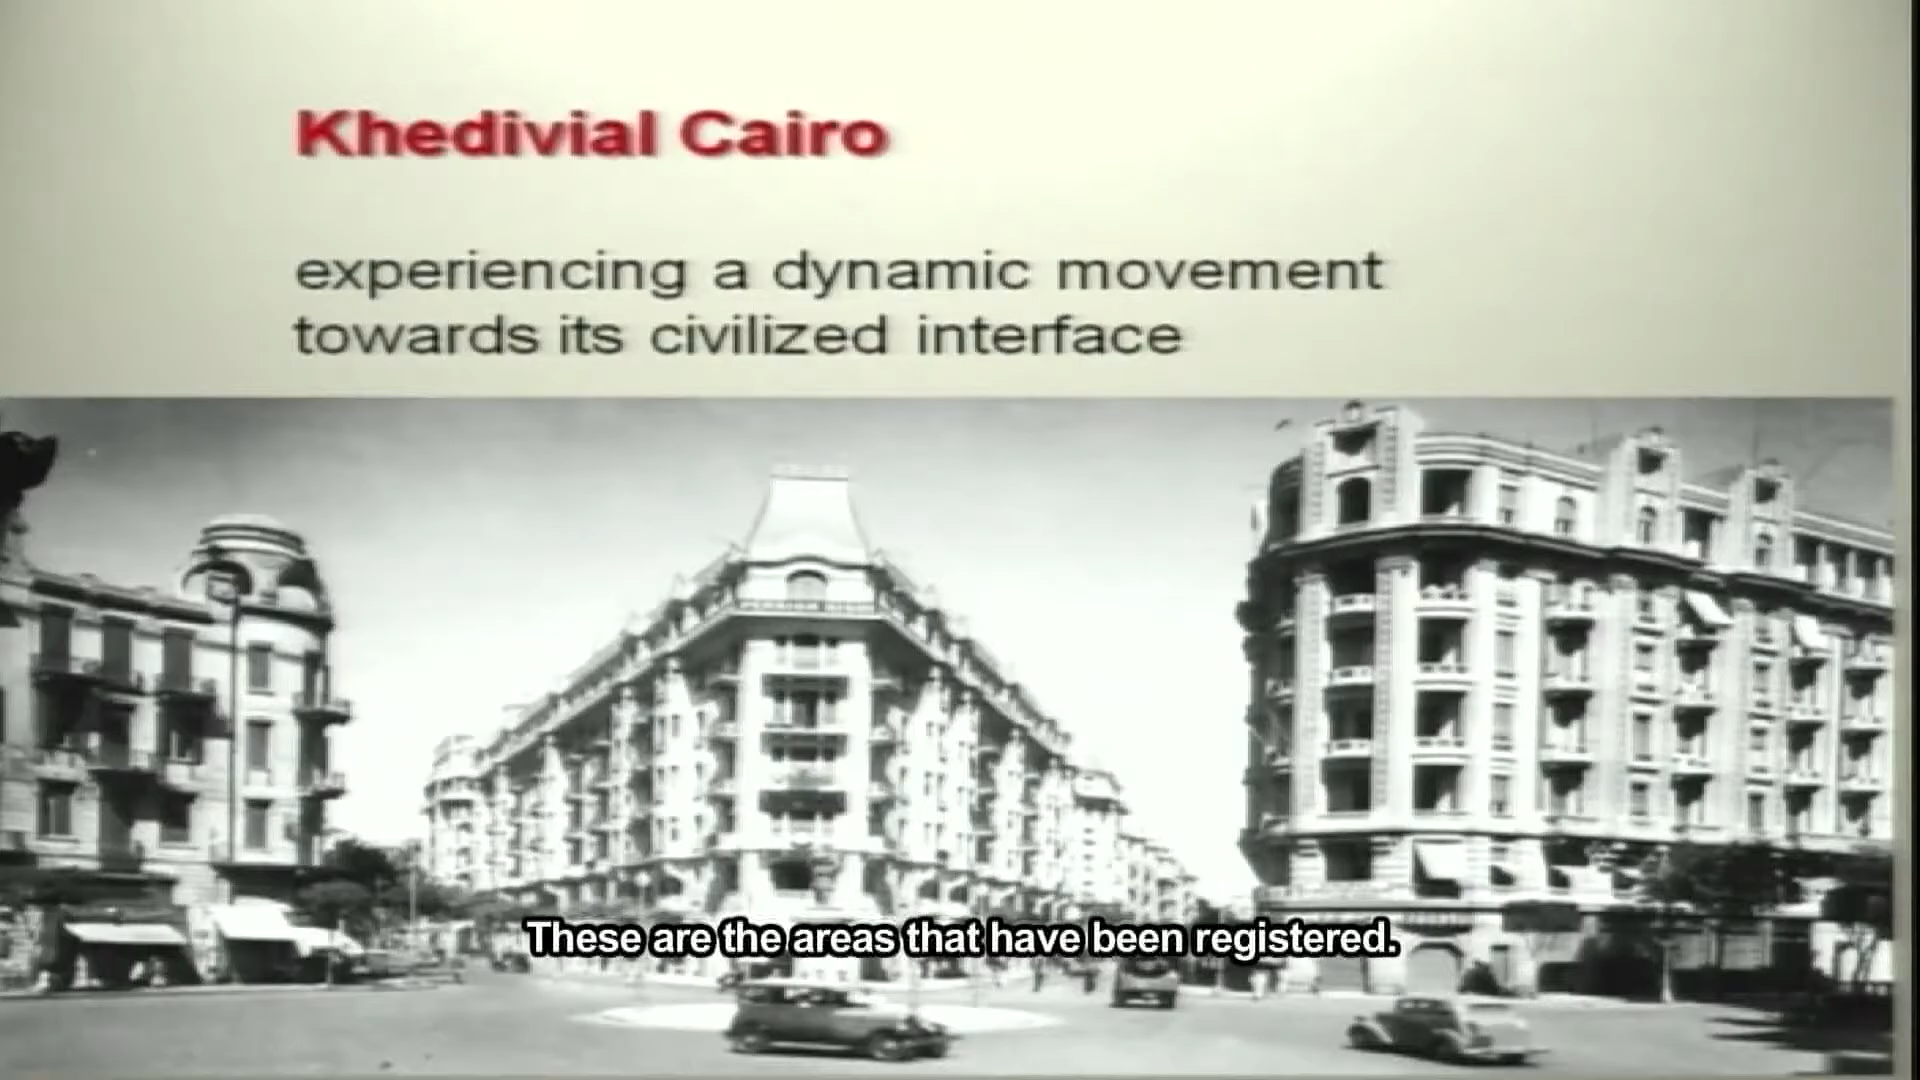 Khedivial Cairo
experiencing a dynamic movement
towards its civilized interface
These are the areas that have been registered.